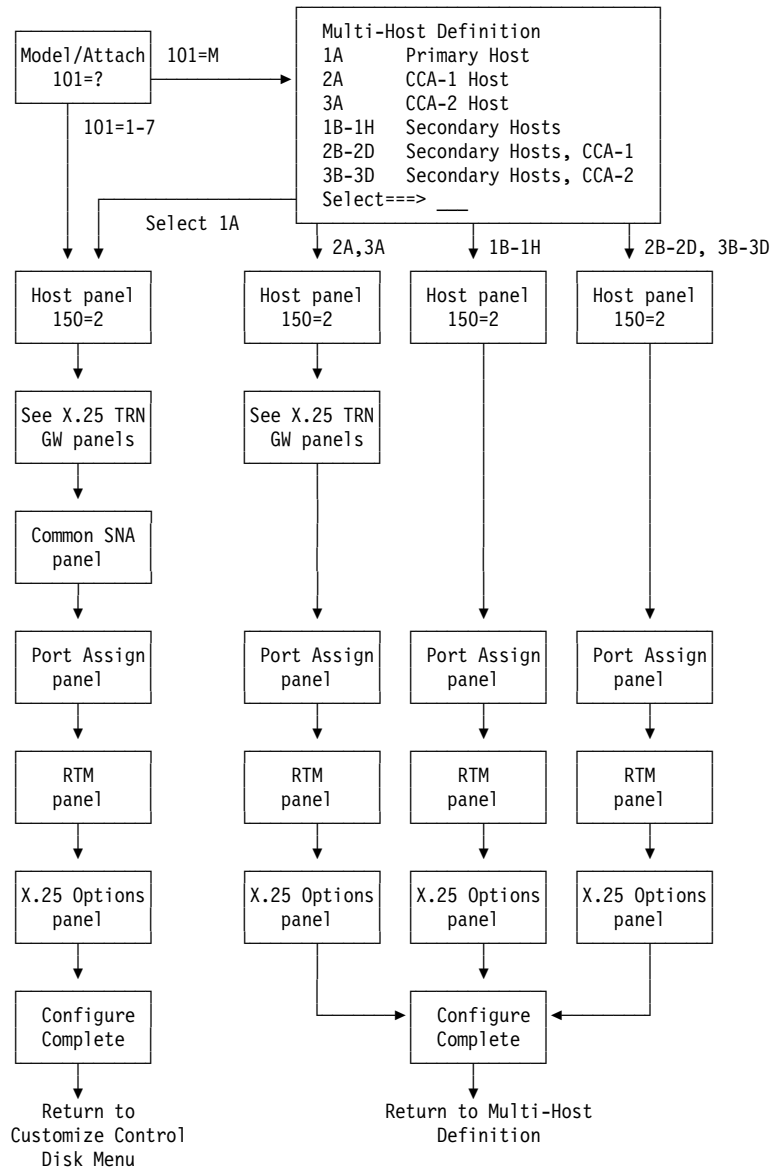 Multi-Host Definition
1A Primary Host
2A CCA-1 Host
3A CCA-2 Host
1B-1H Secondary Hosts
2B-2D Secondary Hosts, CCA-1
3B-3D Secondary Hosts, CCA-2
Select===> ___
Model/Attach
101=?
101=M
101=1-7
Select 1A
2A,3A
1B-1H
2B-2D, 3B-3D
Host panel
150=2
Host panel
150=2
Host panel
150=2
Host panel
150=2
See X.25 TRN
GW panels
See X.25 TRN
GW panels
Common SNA
panel
Port Assign
panel
Port Assign
panel
Port Assign
panel
Port Assign
panel
RTM
panel
RTM
panel
RTM
panel
RTM
panel
X.25 Options
panel
X.25 Options
panel
X.25 Options
panel
X.25 Options
panel
Configure
Complete
Configure
Complete
Return to
Customize Control
Disk Menu
Return to Multi-Host
Definition